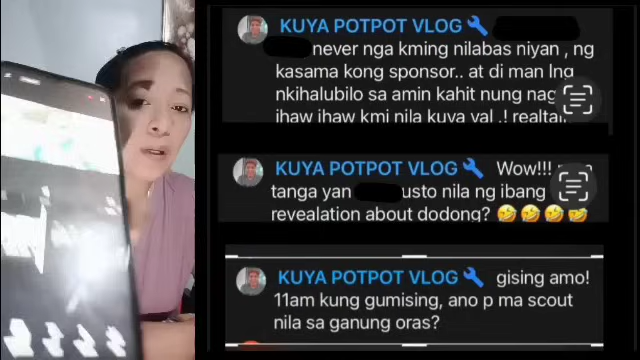 KUYA POTPOT VLOG🔧
never nga kming nilabas niyan , ng
kasama kong sponsor.. at di man lng
nkihalubilo sa amin kahit nung nag
ihaw ihaw kmi nila kuya val .! realtal
KUYA POTPOT VLOG🔧 Wow!!!
tanga yan usto nila ng ibang
revealation about dodong? 🤣🤣🤣🤣
KUYA POTPOT VLOG🔧 gising amo!
11am kung gumising, ano p ma scout
nila sa ganung oras?